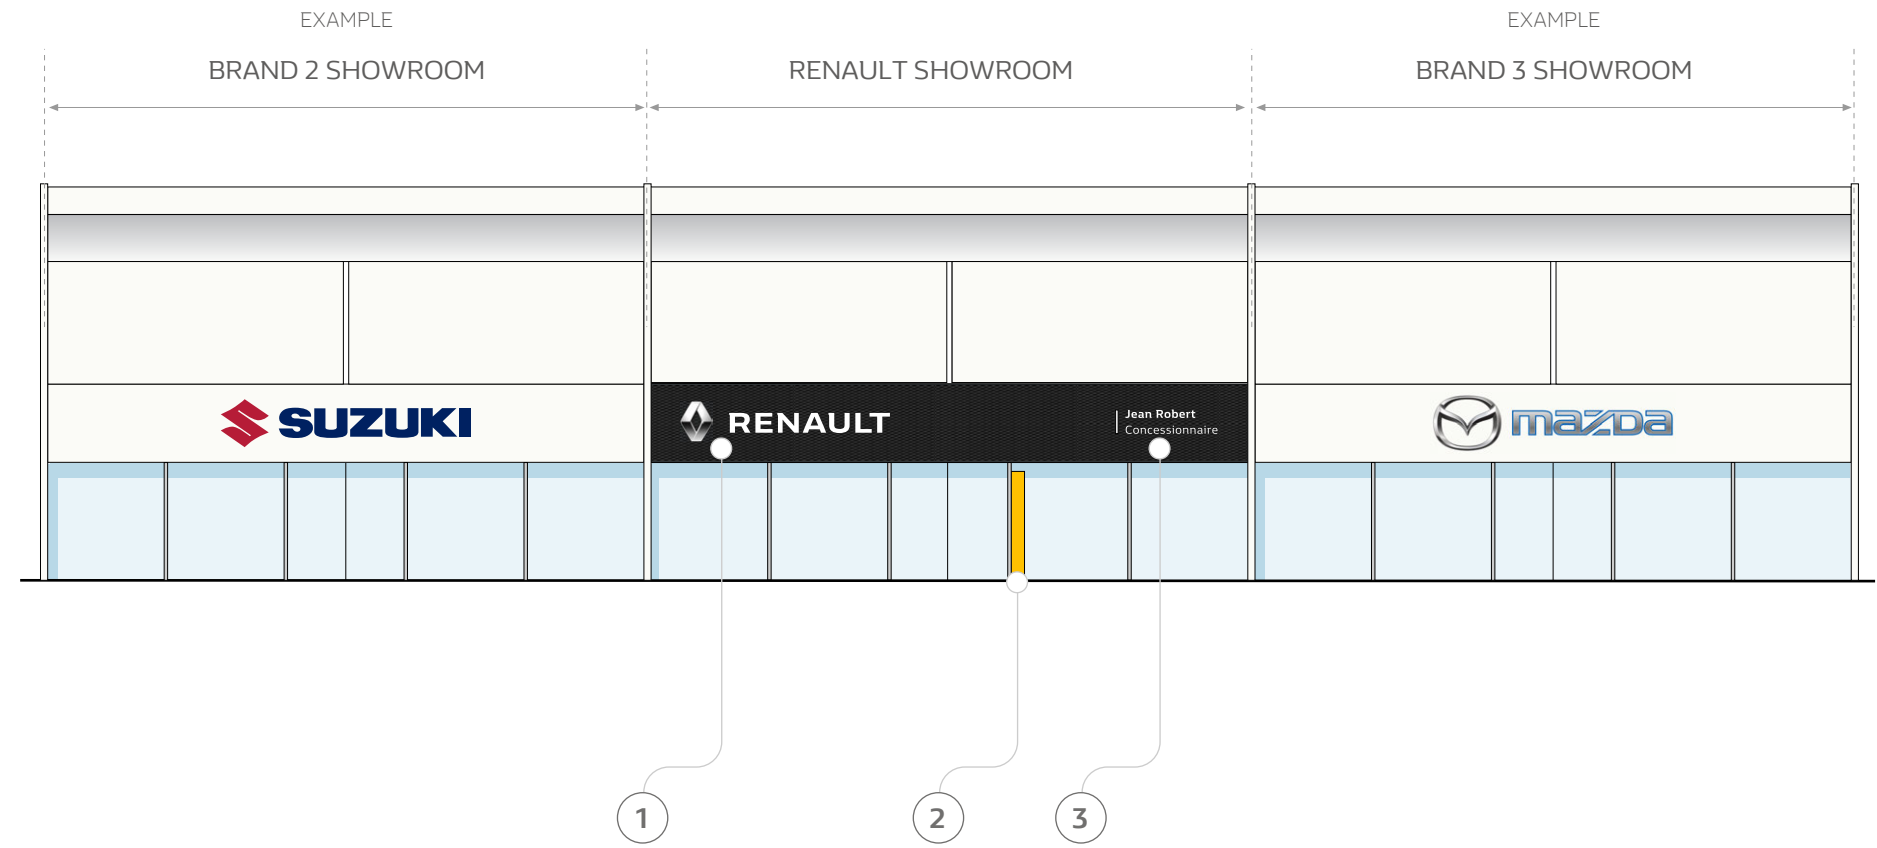 EXAMPLE
EXAMPLE
BRAND 2 SHOWROOM
RENAULT SHOWROOM
BRAND 3 SHOWROOM
SUZUKI
RENAULT
Jean Robert
Concessionnaire
mazda
1
2
3